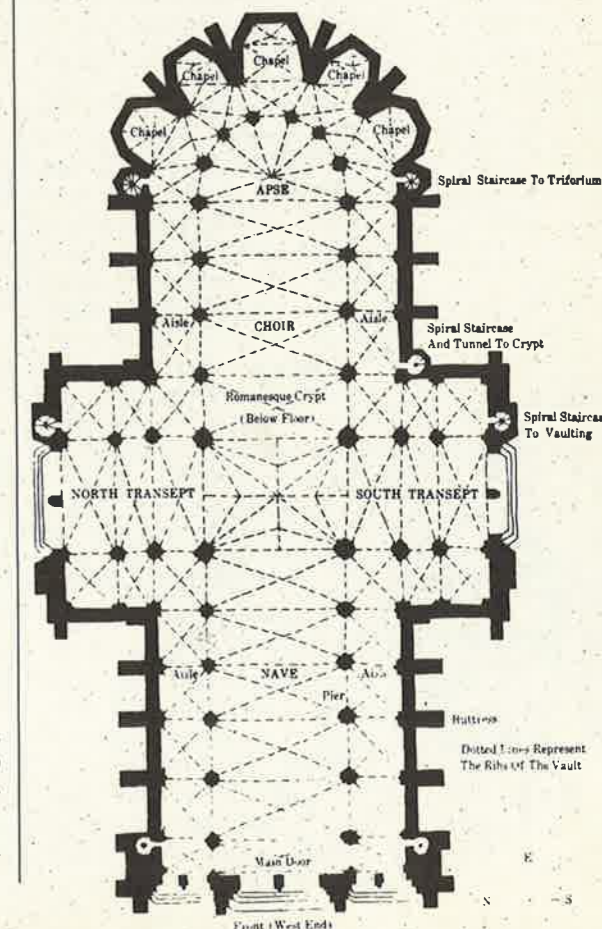 Chapel
Chapel
Chapel
Chapel
Chapel
Spiral Staircase To Triforium
APSE
Aisle
CHOIR
Aisle
Spiral Staircase
And Tunnel To Crypt
Romanesque Crypt
(Below Floor)
Spiral Staircas
To Vaulting
NORTH TRANSEPT
SOUTH TRANSEPT
Aisle
NAVE
Pier
Buttress
Dotted Lines Represent
The Ribs Of The Vault
Main Door
E
N
S
Front (West End)